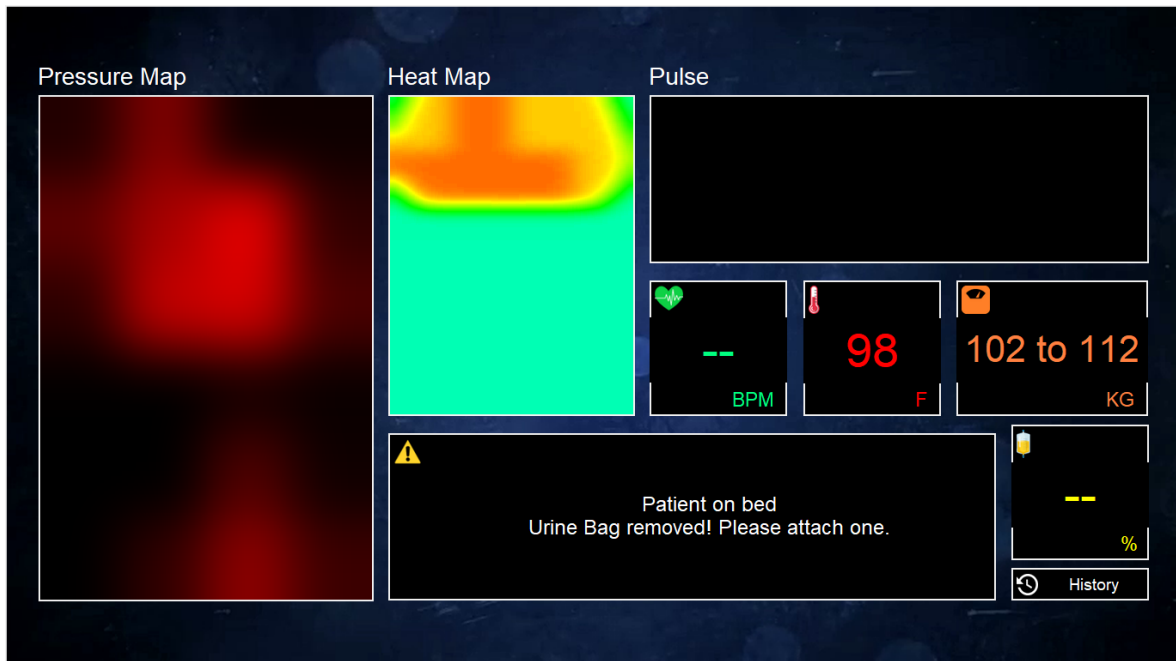 Pressure Map
Heat Map
Pulse
--
BPM
98
F
102 to 112
KG
Patient on bed
Urine Bag removed! Please attach one.
--
%
History